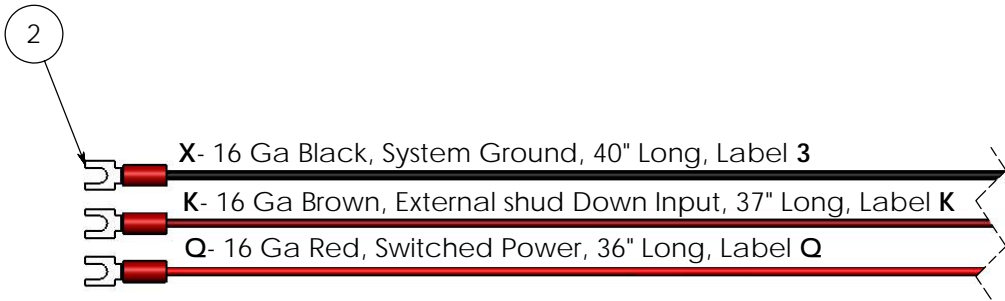 2
X- 16 Ga Black, System Ground, 40" Long, Label 3
K- 16 Ga Brown, External shud Down Input, 37" Long, Label K
Q- 16 Ga Red, Switched Power, 36" Long, Label Q